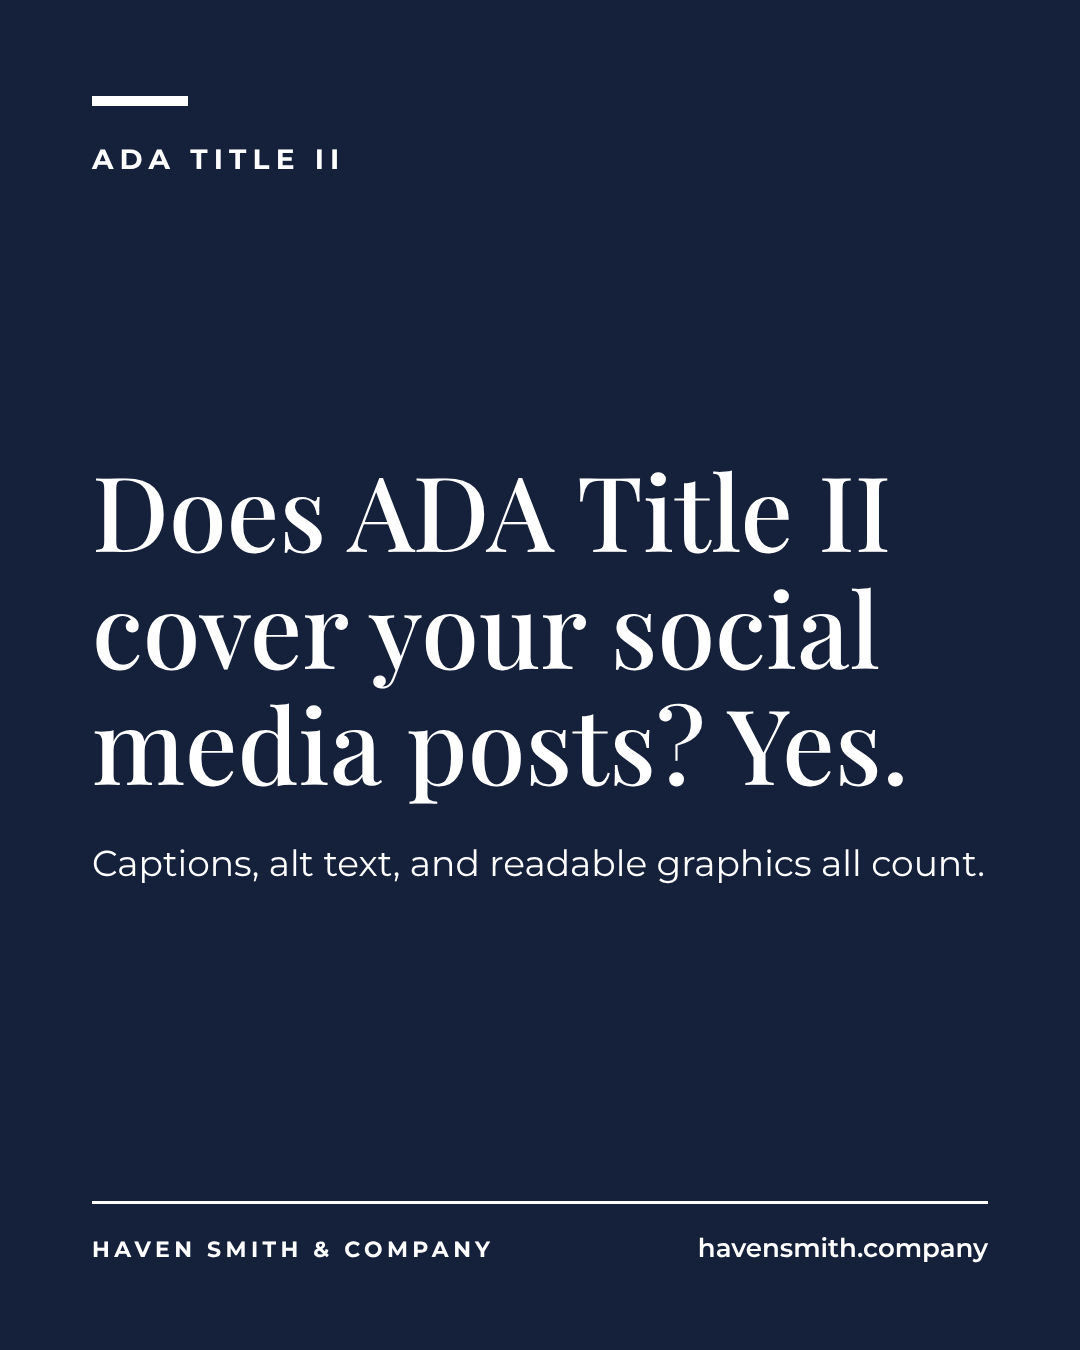 ADA TITLE II
Does ADA Title II
cover your social
media posts? Yes.
Captions, alt text, and readable graphics all count.
HAVEN SMITH & COMPANY
havensmith.company